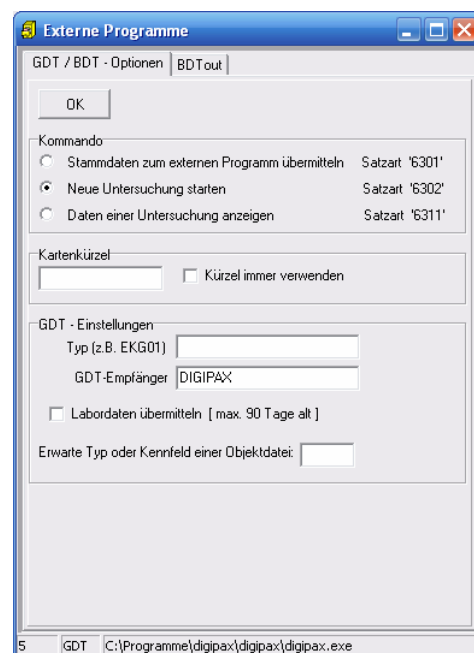 Externe Programme
GDT / BDT - Optionen BDTout
OK
Kommando
Stammdaten zum externen Programm übermitteln Satzart '6301'
Neue Untersuchung starten Satzart '6302'
Daten einer Untersuchung anzeigen Satzart '6311'
Kartenkürzel
Kürzel immer verwenden
GDT - Einstellungen
Typ (z.B. EKG01)
GDT-Empfänger DIGIPAX
Labordaten übermitteln [ max. 90 Tage alt ]
Erwarte Typ oder Kennfeld einer Objektdatei:
5 GDT C:\Programme\digipax\digipax\digipax.exe